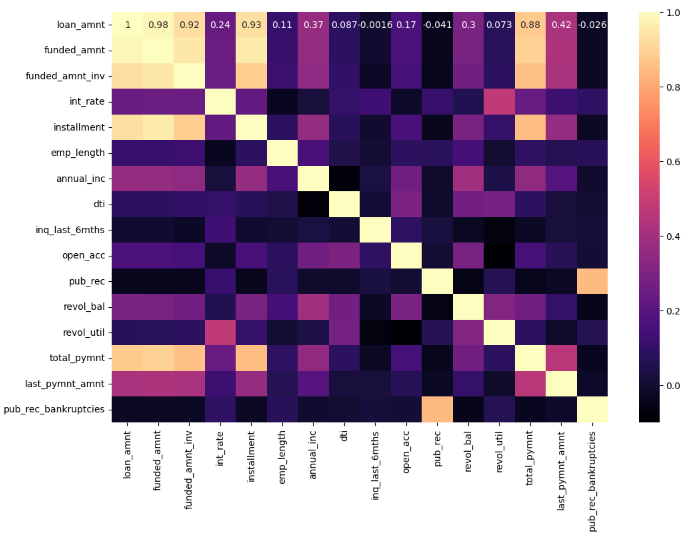 loan_amnt 1 0.98 0.92 0.24 0.93 0.11 0.37 0.087 -0.0016 0.17 -0.041 0.3 0.073 0.88 0.42 -0.026
funded_amnt
funded_amnt_inv
int_rate
installment
emp_length
annual_inc
dti
inq_last_6mths
open_acc
pub_rec
revol_bal
revol_util
total_pymnt
last_pymnt_amnt
pub_rec_bankruptcies
loan_amnt
funded_amnt
funded_amnt_inv
int_rate
installment
emp_length
annual_inc
dti
inq_last_6mths
open_acc
pub_rec
revol_bal
revol_util
total_pymnt
last_pymnt_amnt
pub_rec_bankruptcies
1.0
0.8
0.6
0.4
0.2
0.0